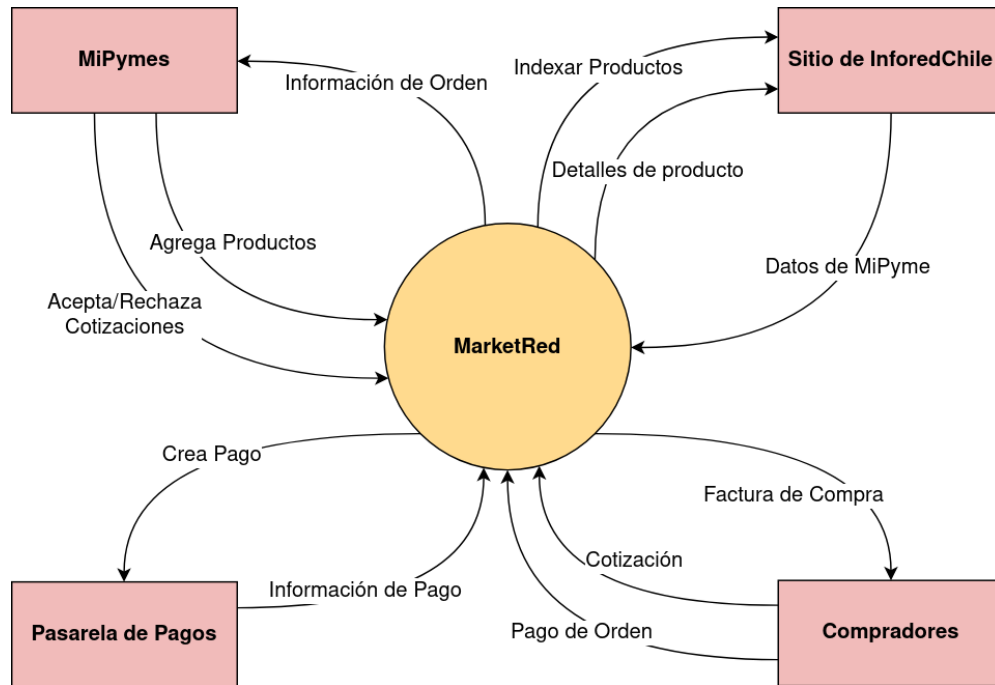 MiPymes
Sitio de InforedChile
Información de Orden
Indexar Productos
Detalles de producto
Agrega Productos
Datos de MiPyme
Acepta/Rechaza
Cotizaciones
MarketRed
Crea Pago
Factura de Compra
Información de Pago
Cotización
Pago de Orden
Pasarela de Pagos
Compradores